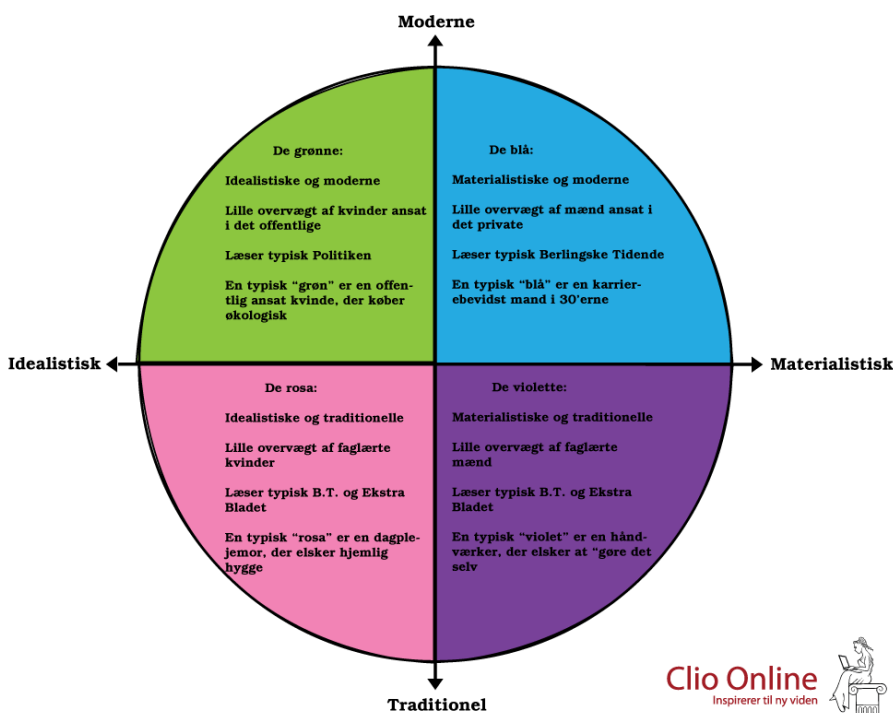 Moderne
De grønne:
Idealistiske og moderne
Lille overvægt af kvinder ansat
i det offentlige
Læser typisk Politiken
En typisk “grøn” er en offen-
tlig ansat kvinde, der køber
økologisk
De blå:
Materialistiske og moderne
Lille overvægt af mænd ansat i
det private
Læser typisk Berlingske Tidende
En typisk “blå” er en karrier-
ebevidst mand i 30’erne
Idealistisk
Materialistisk
De rosa:
Idealistiske og traditionelle
Lille overvægt af faglærte
kvinder
Læser typisk B.T. og Ekstra
Bladet
En typisk “rosa” er en dagple-
jemor, der elsker hjemlig
hygge
De violette:
Materialistiske og traditionelle
Lille overvægt af faglærte
mænd
Læser typisk B.T. og Ekstra
Bladet
En typisk “violet” er en hånd-
værker, der elsker at “gøre det
selv
Traditionel
Clio Online
Inspirerer til ny viden